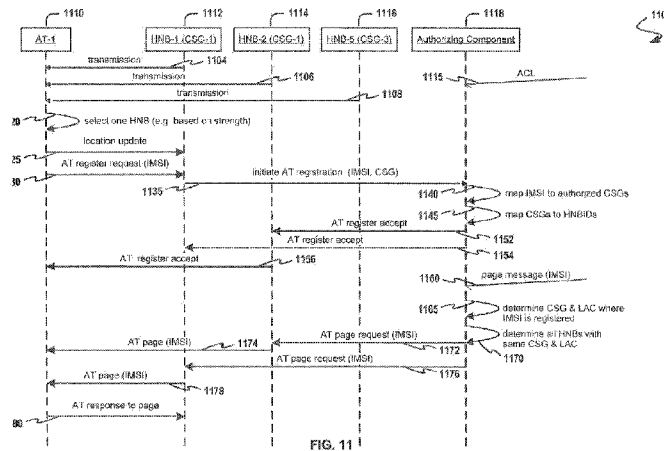 1110
1112
1114
1116
1118
110
AT-1
HNB-1 (CSG-1)
HNB-2 (CSG-1)
HNB-5 (CSG-3)
Authorizing Component
transmission
1104
transmission
1106
1115
ACL
transmission
1108
20
select one HNB (e.g. based on strength)
location update
25
AT register request (IMSI)
30
initiate AT registration (IMSI, CSG)
1135
1140
map IMSI to authorized CSGs
1145
map CSGs to HNBIDs
AT register accept
1152
AT register accept
1154
AT register accept
1156
1160
page message (IMSI)
1165
determine CSG & LAC where
IMSI is registered
AT page request (IMSI)
determine all HNBs with
same CSG & LAC
AT page (IMSI)
1174
1172
1170
AT page request (IMSI)
1176
AT page (IMSI)
1178
AT response to page
80
FIG. 11